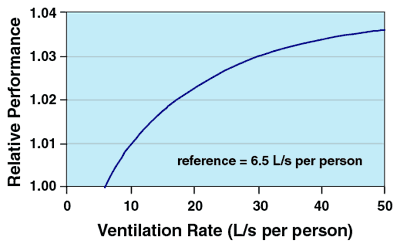 Relative Performance
1.04
1.03
1.02
1.01
1.00
reference = 6.5 L/s per person
0 10 20 30 40 50
Ventilation Rate (L/s per person)